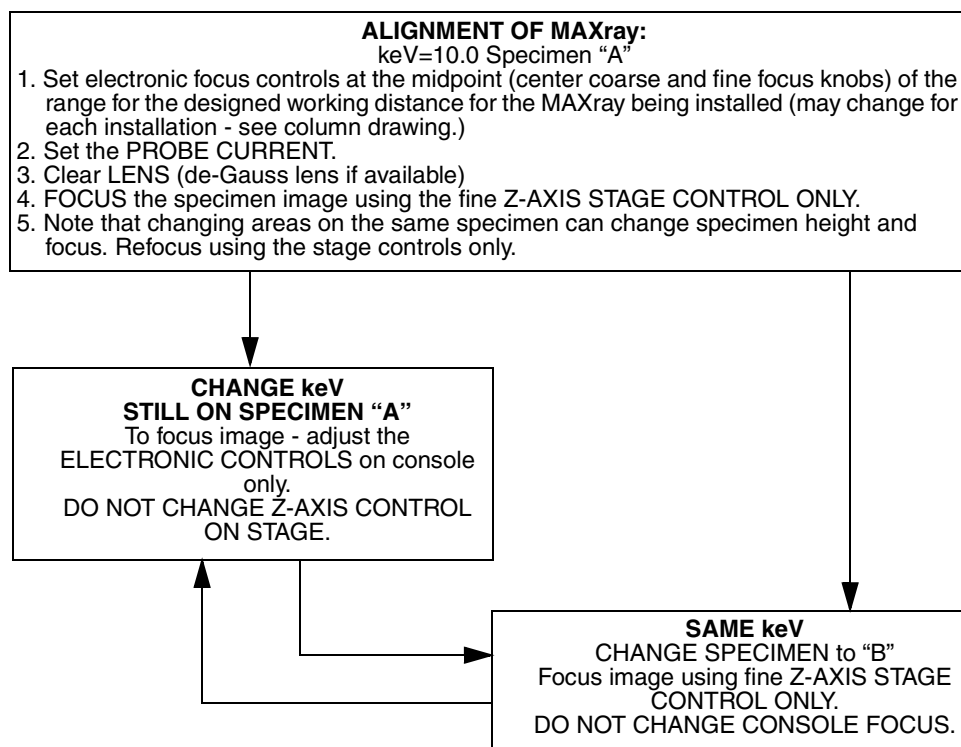 ALIGNMENT OF MAXray:
keV=10.0 Specimen “A”
1. Set electronic focus controls at the midpoint (center coarse and fine focus knobs) of the
range for the designed working distance for the MAXray being installed (may change for
each installation - see column drawing.)
2. Set the PROBE CURRENT.
3. Clear LENS (de-Gauss lens if available)
4. FOCUS the specimen image using the fine Z-AXIS STAGE CONTROL ONLY.
5. Note that changing areas on the same specimen can change specimen height and
focus. Refocus using the stage controls only.
CHANGE keV
STILL ON SPECIMEN “A”
To focus image - adjust the
ELECTRONIC CONTROLS on console
only.
DO NOT CHANGE Z-AXIS CONTROL
ON STAGE.
SAME keV
CHANGE SPECIMEN to “B”
Focus image using fine Z-AXIS STAGE
CONTROL ONLY.
DO NOT CHANGE CONSOLE FOCUS.